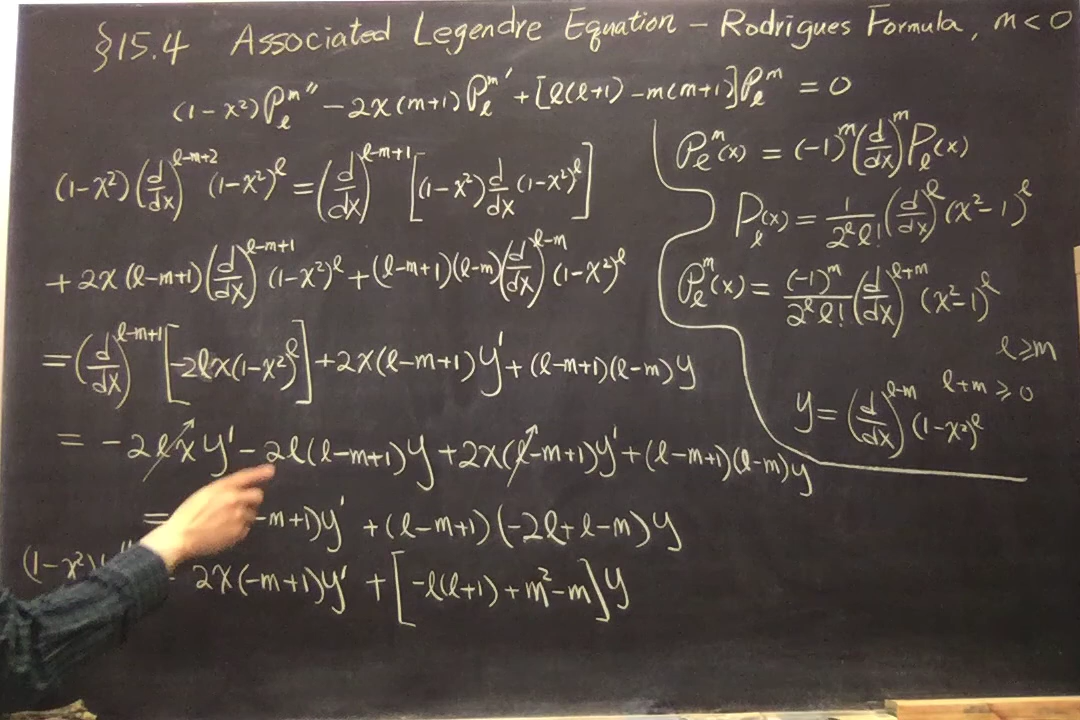 §15.4 Associated Legendre Equation – Rodrigues Formula, m < 0
(1-x²)𝒫ₗᵐ'' - 2x(m+1)𝒫ₗᵐ' + [ℓ(ℓ+1) - m(m+1)]𝒫ₗᵐ = 0
(1-x²)(d/dx)^{ℓ-m+2} (1-x²)^ℓ = (d/dx)^{ℓ-m+1} [(1-x²) d/dx (1-x²)^ℓ]
+ 2x (ℓ-m+1)(d/dx)^{ℓ-m+1} (1-x²)^ℓ + (ℓ-m+1)(ℓ-m)(d/dx)^{ℓ-m} (1-x²)^ℓ
= (d/dx)^{ℓ-m+1} [-2ℓx(1-x²)^ℓ] + 2x(ℓ-m+1)y' + (ℓ-m+1)(ℓ-m)y
= -2ℓxy' - 2ℓ(ℓ-m+1)y + 2x(ℓ-m+1)y' + (ℓ-m+1)(ℓ-m)y
= -m+1)y' + (ℓ-m+1)(-2ℓ+ℓ-m)y
(1-x²) 2x(-m+1)y' + [-ℓ(ℓ+1) + m²-m]y
𝒫ₗᵐ(x) = (-1)^m (d/dx)^m Pₗ(x)
Pₗ(x) = 1/(2^ℓ ℓ!) (d/dx)^ℓ (x²-1)^ℓ
𝒫ₗᵐ(x) = (-1)^m/(2^ℓ ℓ!) (d/dx)^{ℓ+m} (x²-1)^ℓ
ℓ ≥ m
ℓ+m ≥ 0
y = (d/dx)^{ℓ-m} (1-x²)^ℓ